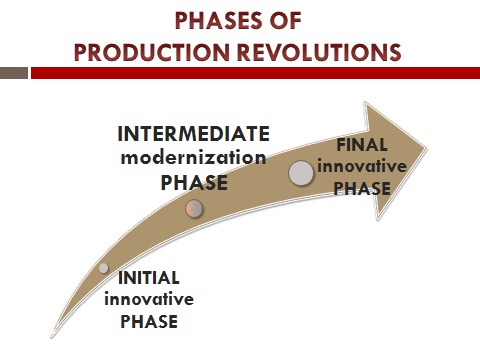 PHASES OF
PRODUCTION REVOLUTIONS
INTERMEDIATE
modernization
PHASE
FINAL
innovative
PHASE
INITIAL
innovative
PHASE